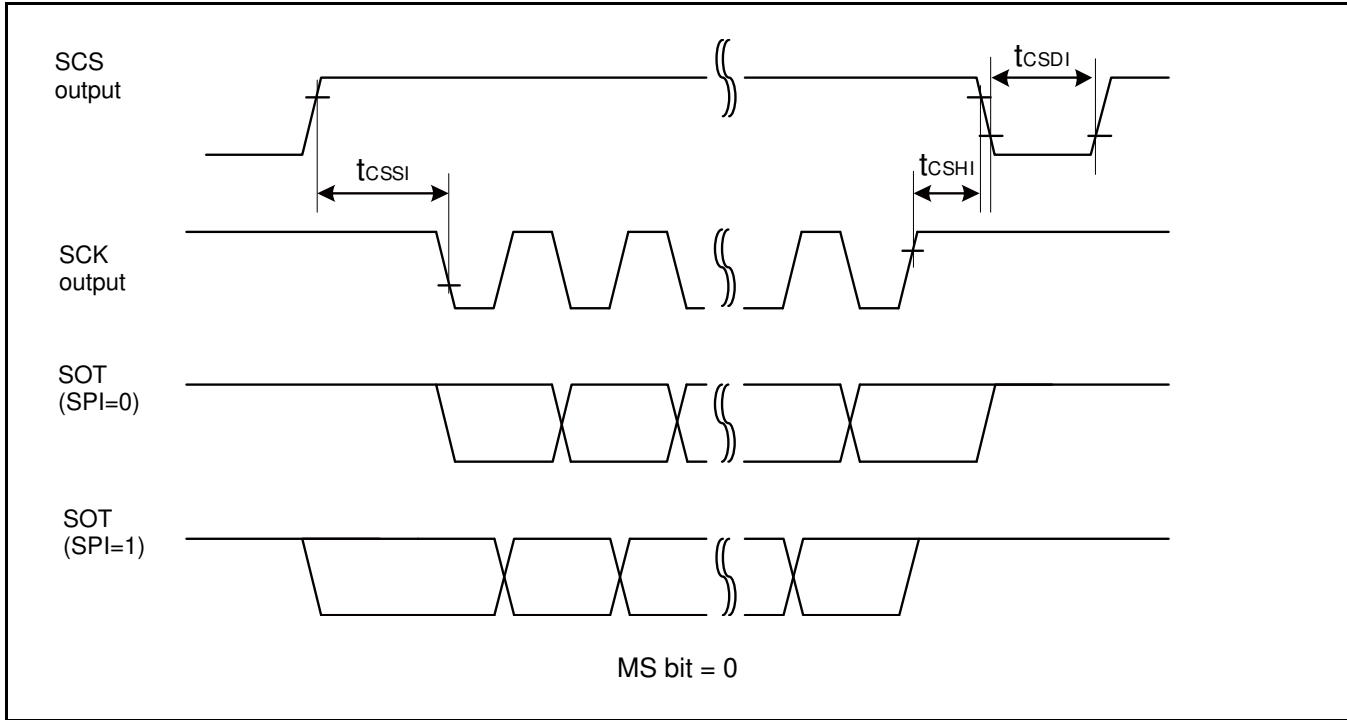 SCS
output
tCSDI
tCSSI
tCSHI
SCK
output
SOT
(SPI=0)
SOT
(SPI=1)
MS bit = 0